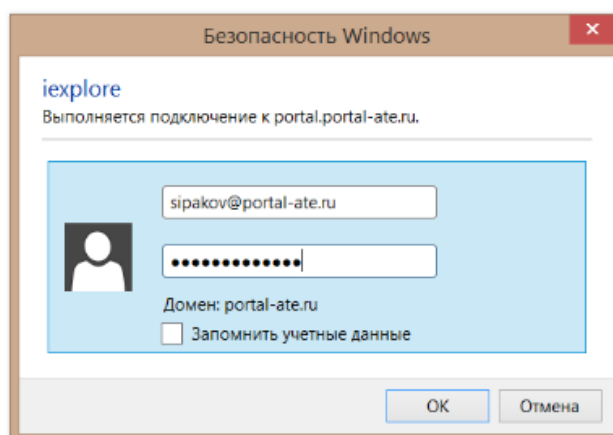 Безопасность Windows
iexplore
Выполняется подключение к portal.portal-ate.ru.
sipakov@portal-ate.ru
•••••••••••••
Домен: portal-ate.ru
Запомнить учетные данные
ОК
Отмена